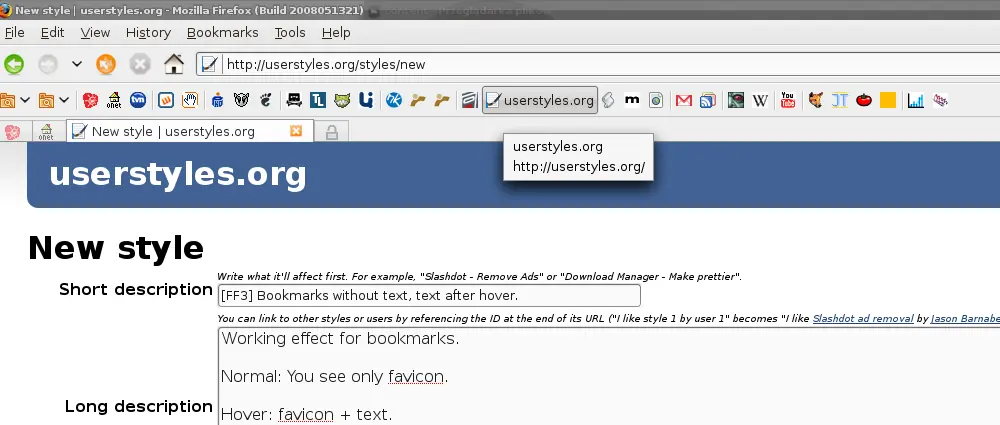 New style | userstyles.org - Mozilla Firefox (Build 2008051321)
File Edit View History Bookmarks Tools Help
http://userstyles.org/styles/new
onet tvn TL userstyles.org m W You Tube JT
onet New style | userstyles.org
userstyles.org
http://userstyles.org/
userstyles.org
New style
Write what it'll affect first. For example, "Slashdot - Remove Ads" or "Download Manager - Make prettier".
Short description [FF3] Bookmarks without text, text after hover.
You can link to other styles or users by referencing the ID at the end of its URL ("I like style 1 by user 1" becomes "I like Slashdot ad removal by Jason Barnabe
Working effect for bookmarks.
Normal: You see only favicon.
Long description
Hover: favicon + text.